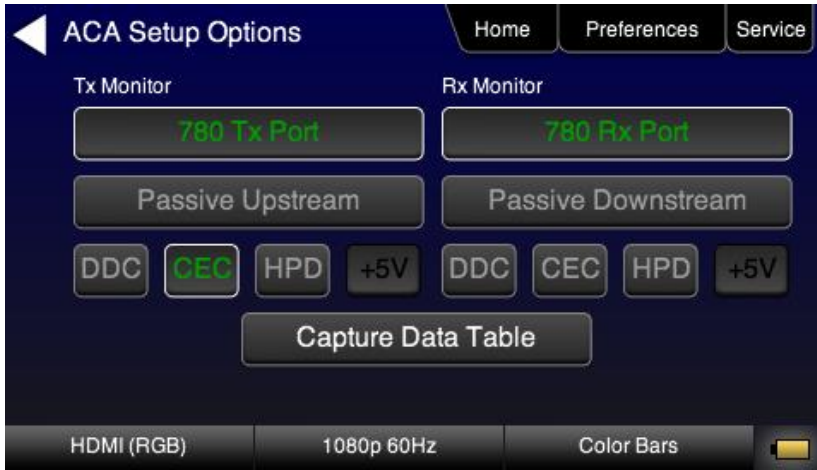 ACA Setup Options
Home
Preferences
Service
Tx Monitor
Rx Monitor
780 Tx Port
780 Rx Port
Passive Upstream
Passive Downstream
DDC CEC HPD +5V DDC CEC HPD +5V
Capture Data Table
HDMI (RGB)
1080p 60Hz
Color Bars